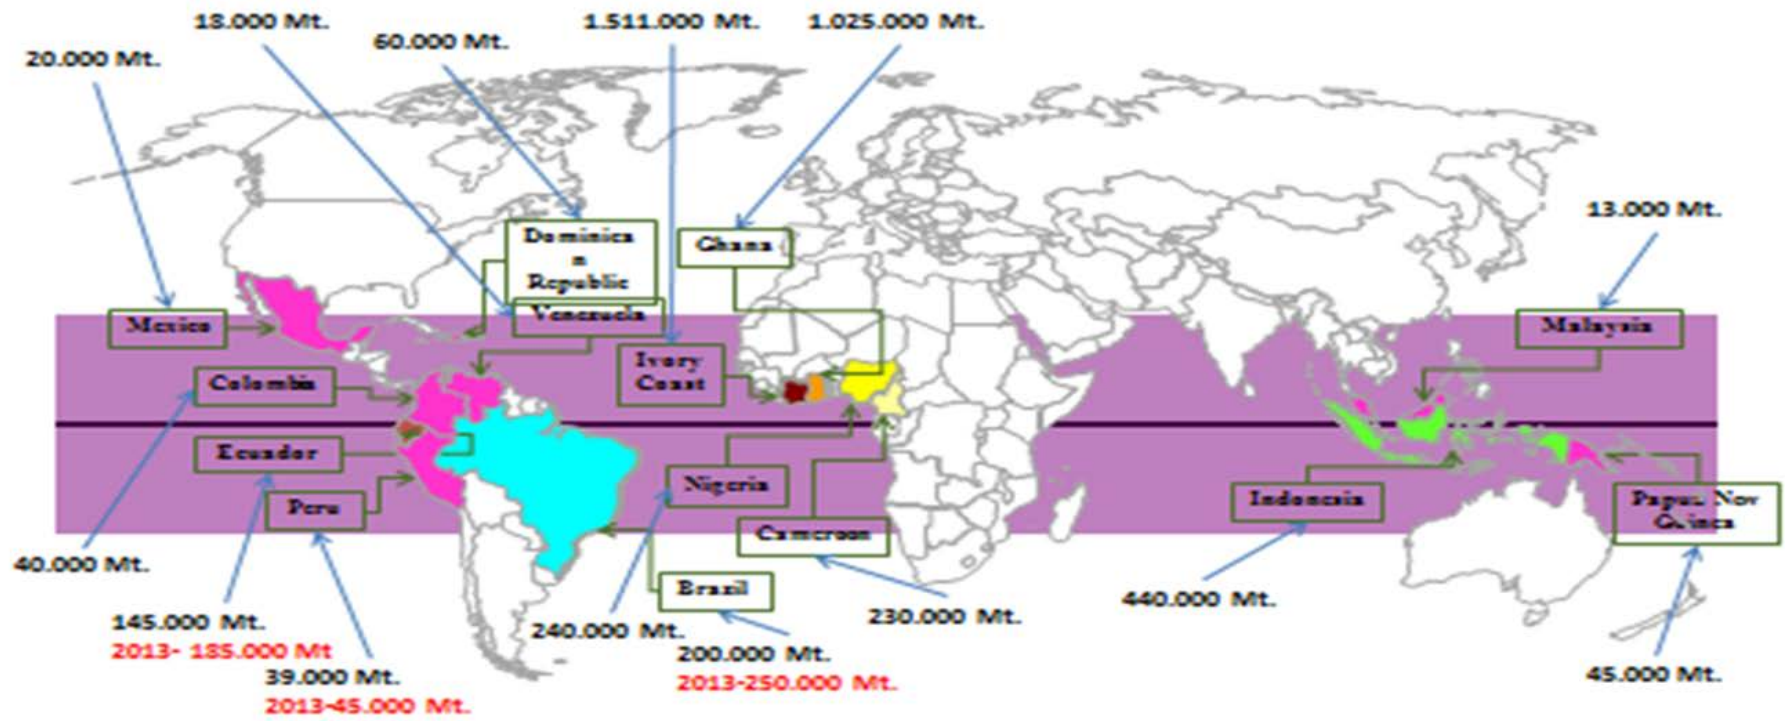 18.000 Mt.
1.511.000 Mt.
1.025.000 Mt.
60.000 Mt.
20.000 Mt.
13.000 Mt.
Dominica
n
Republic
Ghana
Venezuela
Mexico
Malaysia
Ivory
Coast
Colombia
Ecuador
Nigeria
Peru
Indonesia
Papua Nov
Guinea
Cameroon
40.000 Mt.
Brazil
440.000 Mt.
145.000 Mt.
2013- 185.000 Mt
240.000 Mt.
230.000 Mt.
200.000 Mt.
2013-250.000 Mt.
39.000 Mt.
2013-45.000 Mt.
45.000 Mt.